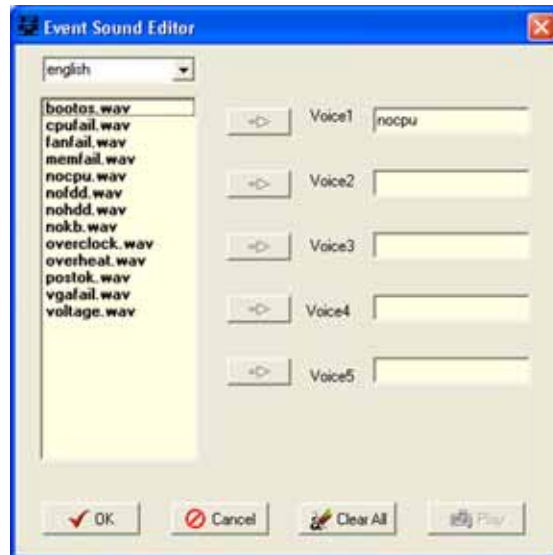 Event Sound Editor
english
bootos.wav
cpufail.wav
fanfail.wav
memfail.wav
nocpu.wav
nofdd.wav
nohdd.wav
nokb.wav
overclock.wav
overheat.wav
postok.wav
vgafail.wav
voltage.wav
Voice1
nocpu
Voice2
Voice3
Voice4
Voice5
OK
Cancel
Clear All
Play